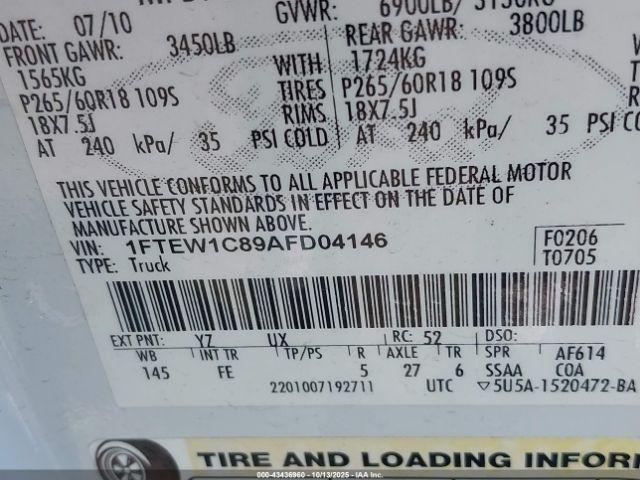 DATE: 07/10 GVWR: 6900LB/ 3130KG
FRONT GAWR: 3450LB REAR GAWR: 3800LB
1565KG WITH 1724KG
P265/60R18 109S TIRES P265/60R18 109S
18X7.5J RIMS 18X7.5J
AT 240 kPa/ 35 PSI COLD AT 240 kPa/ 35 PSI
THIS VEHICLE CONFORMS TO ALL APPLICABLE FEDERAL MOTOR
VEHICLE SAFETY STANDARDS IN EFFECT ON THE DATE OF
MANUFACTURE SHOWN ABOVE.
VIN: 1FTEW1C89AFD04146 F0206
TYPE: Truck T0705
EXT PNT: YZ UX RC: 52 DSO:
WB INT TR TP/PS R AXLE TR SPR AF614
145 FE 5 27 6 SSAA COA
2201007192711 UTC ▽5U5A-1520472-BA
TIRE AND LOADING INFOR
000-43436960 - 10/13/2025 - IAAI.COM